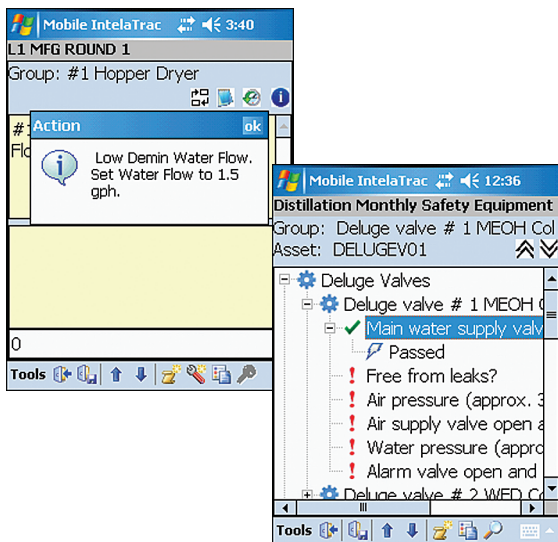 Mobile IntelaTrac 3:40
L1 MFG ROUND 1
Group: #1 Hopper Dryer
Action ok
Low Demin Water Flow.
Set Water Flow to 1.5
gph.
0
Tools
Mobile IntelaTrac 12:36
Distillation Monthly Safety Equipment
Group: Deluge valve # 1 MEOH Col
Asset: DELUGEV01
Deluge Valves
Deluge valve # 1 MEOH
Main water supply valv
Passed
Free from leaks?
Air pressure (approx. 3
Air supply valve open a
Water pressure (appro
Alarm valve open and
Deluge valve # 2 WED Co
Tools